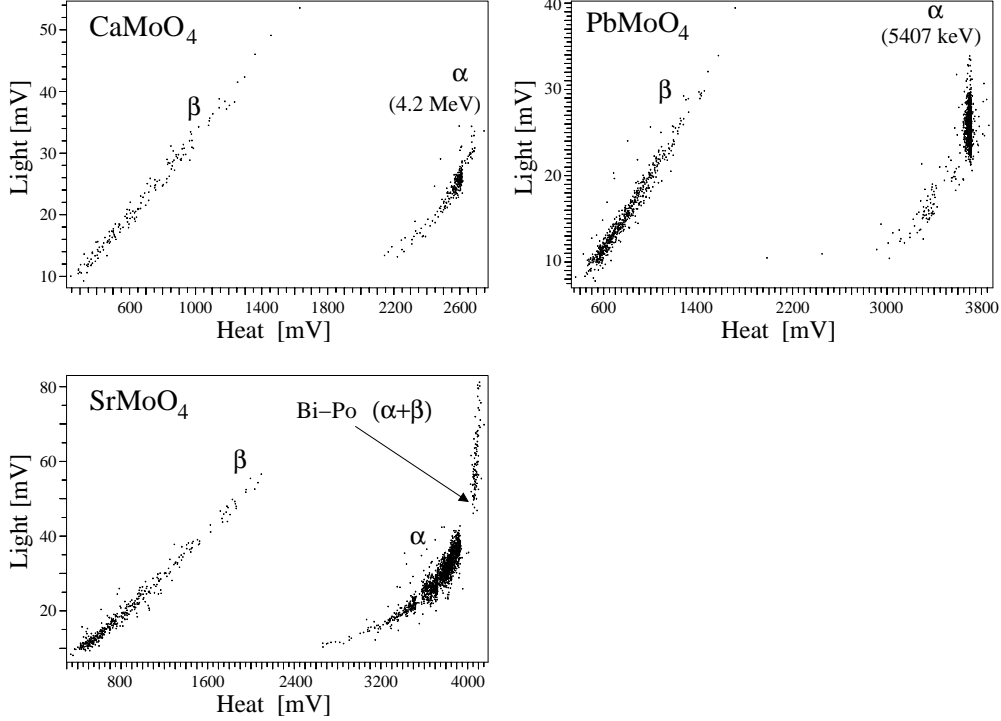 CaMoO₄
50
40
30
20
10
β
α
(4.2 MeV)
Light [mV]
600 1000 1400 1800 2200 2600
Heat [mV]
PbMoO₄
40
30
20
10
β
α
(5407 keV)
Light [mV]
600 1400 2200 3000 3800
Heat [mV]
SrMoO₄
80
60
40
20
β
Bi–Po (α+β)
α
Light [mV]
800 1600 2400 3200 4000
Heat [mV]